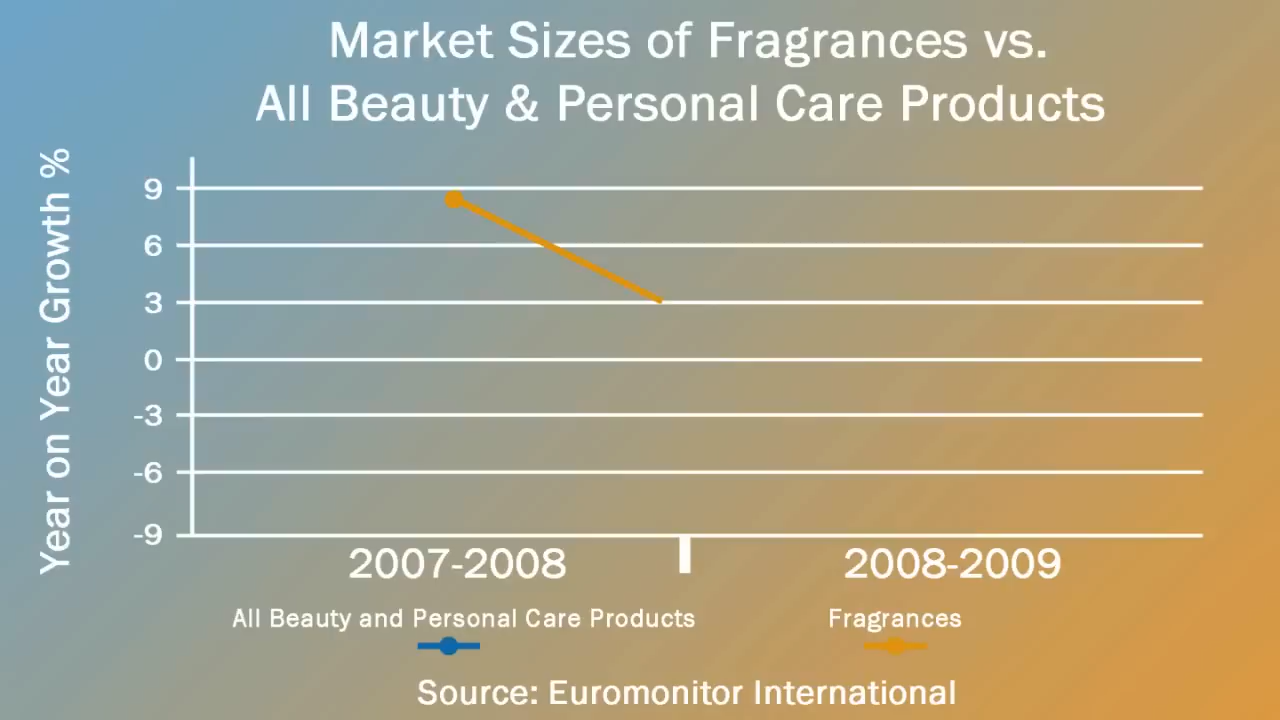 Market Sizes of Fragrances vs.
All Beauty & Personal Care Products
Year on Year Growth %
9
6
3
0
-3
-6
-9
2007-2008 2008-2009
All Beauty and Personal Care Products Fragrances
Source: Euromonitor International